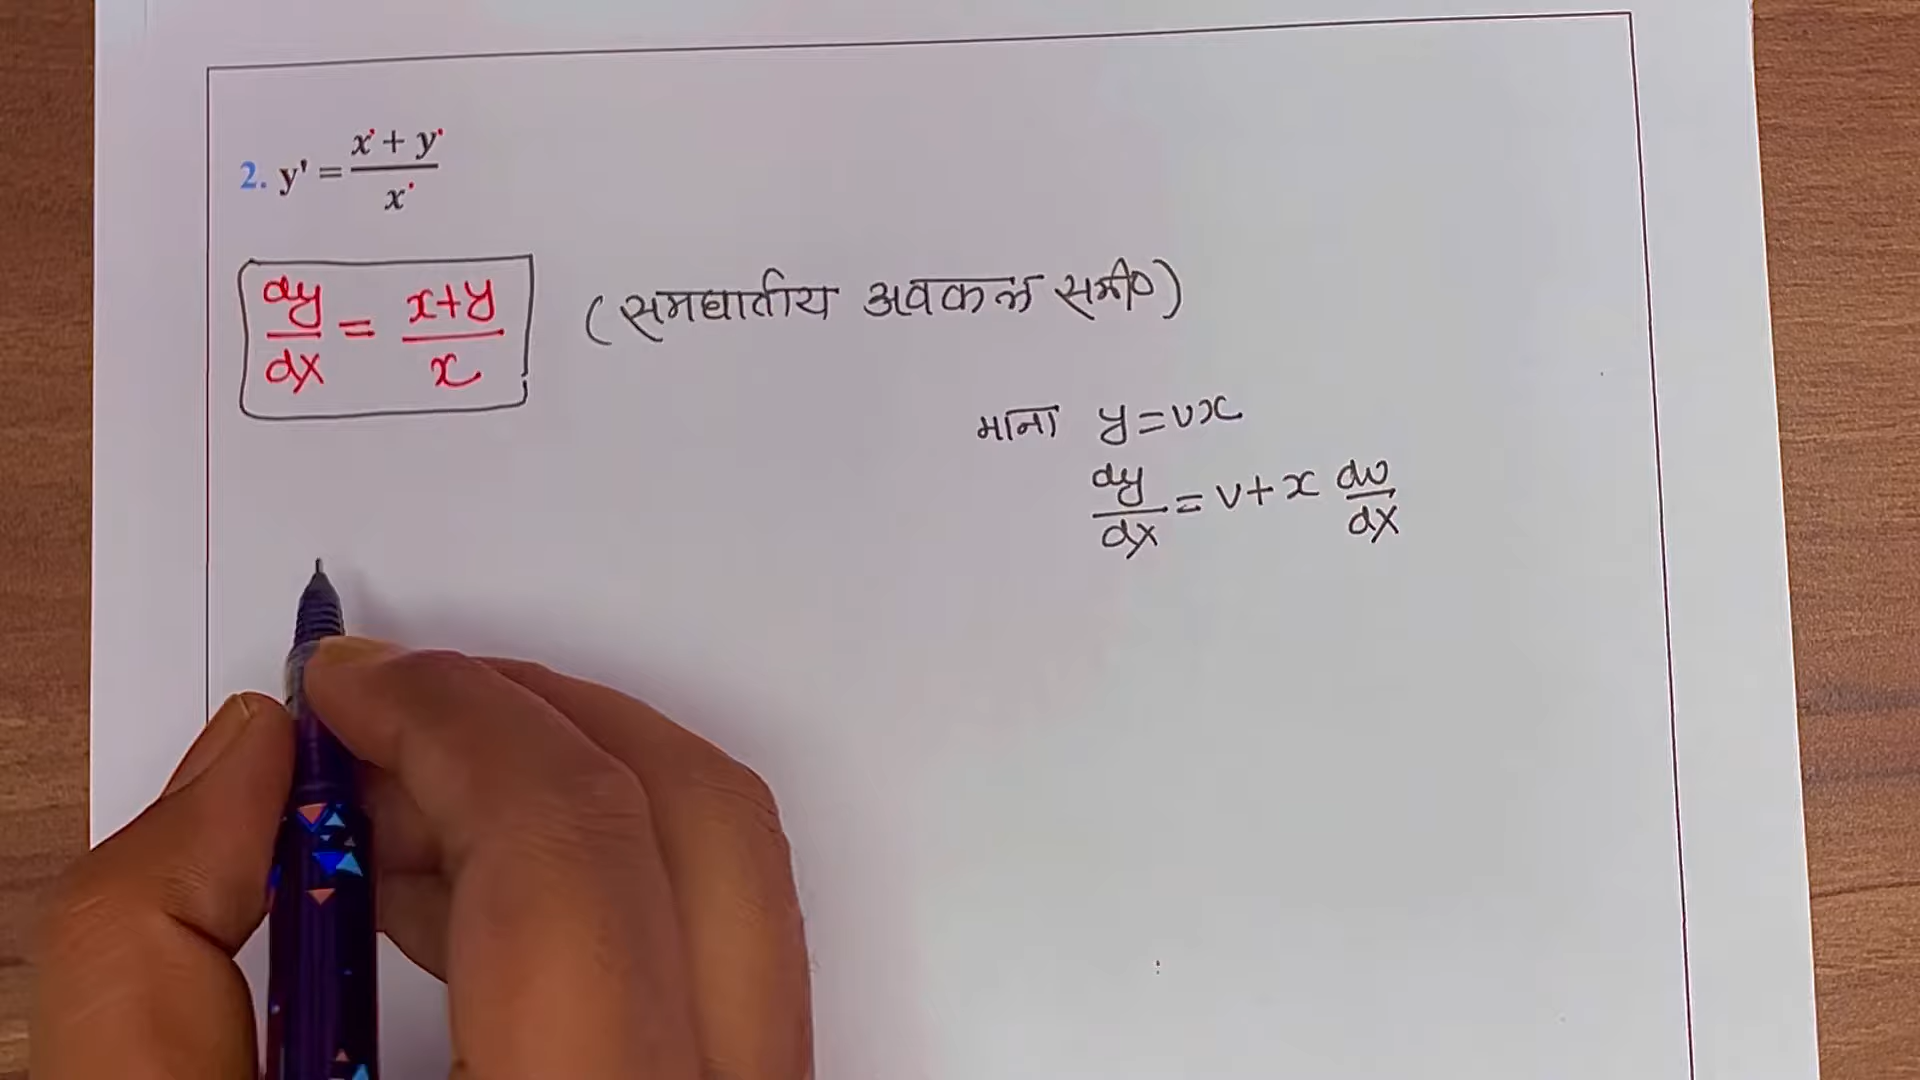 2. y' = x + y / x
dy/dx = x+y/x (समघातीय अवकल समी०)
माना y=vx
dy/dx = v+x dv/dx